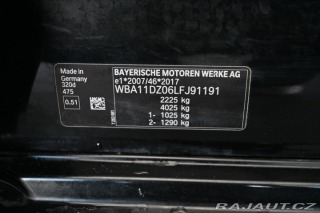 BAYERISCHE MOTOREN WERKE AG
e1*2007/46*2017
WBA11DZ06LFJ91191
Made in
Germany
320d
475
0.51
2225 kg
4025 kg
1- 1025 kg
2- 1290 kg
RAJAUT.CZ